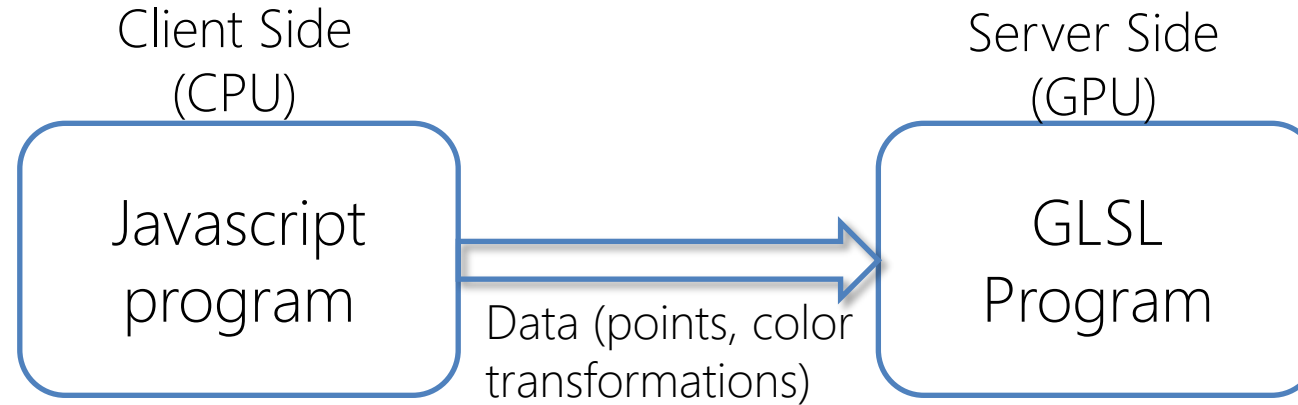 Client Side
(CPU)
Server Side
(GPU)
Javascript
program
Data (points, color
transformations)
GLSL
Program